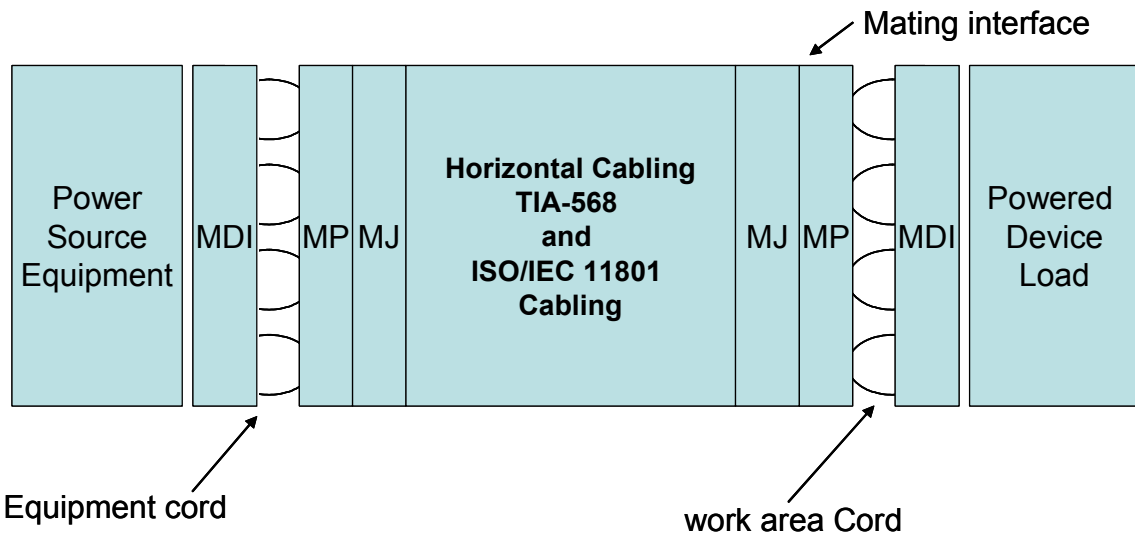 Mating interface
Power
Source
Equipment
MDI
MP
MJ
Horizontal Cabling
TIA-568
and
ISO/IEC 11801
Cabling
MJ
MP
MDI
Powered
Device
Load
Equipment cord
work area Cord